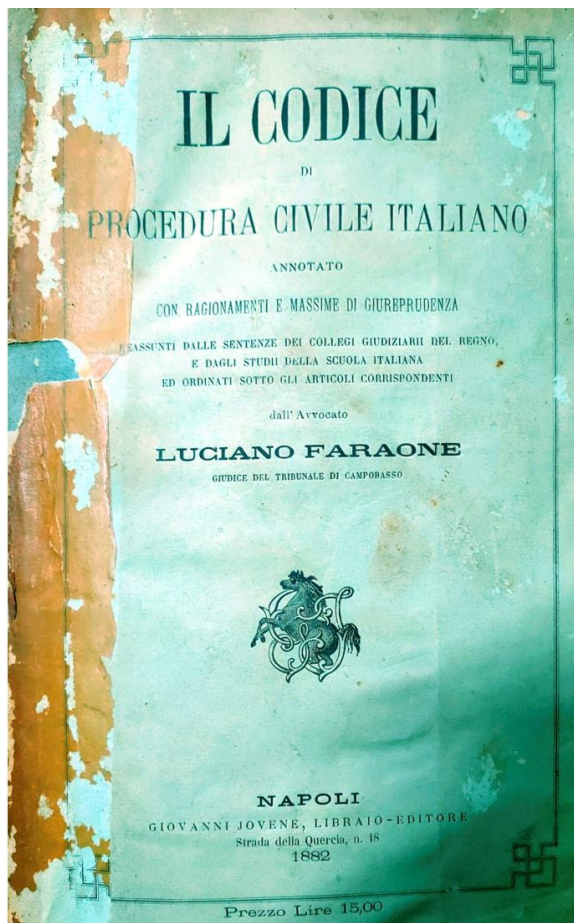 IL CODICE
DI
PROCEDURA CIVILE ITALIANO
ANNOTATO
CON RAGIONAMENTI E MASSIME DI GIUREPRUDENZA
REASSUNTI DALLE SENTENZE DEI COLLEGI GIUDIZIARII DEL REGNO,
E DAGLI STUDII DELLA SCUOLA ITALIANA
ED ORDINATI SOTTO GLI ARTICOLI CORRISPONDENTI
dall' Avvocato
LUCIANO FARAONE
GIUDICE DEL TRIBUNALE DI CAMPOBASSO
NAPOLI
GIOVANNI JOVENE, LIBRAIO-EDITORE
Strada della Quercia, n. 18
1882
Prezzo Lire 15,00